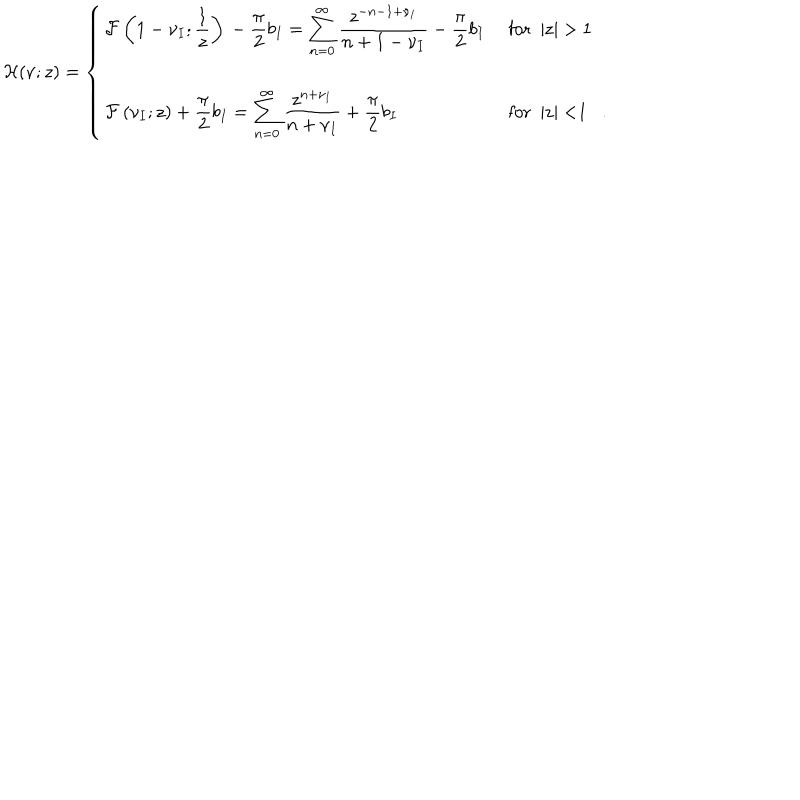 \mathcal{H}(\nu;z)=\begin{cases}\mathcal{F}\left(1-\nu_I;\frac{1}{z}\right)-\frac{\pi}{2}b_I=\sum_{n=0}^{\infty}\frac{z^{-n-1+\nu_I}}{n+1-\nu_I}-\frac{\pi}{2}b_I & \text{for } |z|>1 \\
\mathcal{F}(\nu_I;z)+\frac{\pi}{2}b_I=\sum_{n=0}^{\infty}\frac{z^{n+\nu_I}}{n+\nu_I}+\frac{\pi}{2}b_I & \text{for } |z|<1\end{cases}.